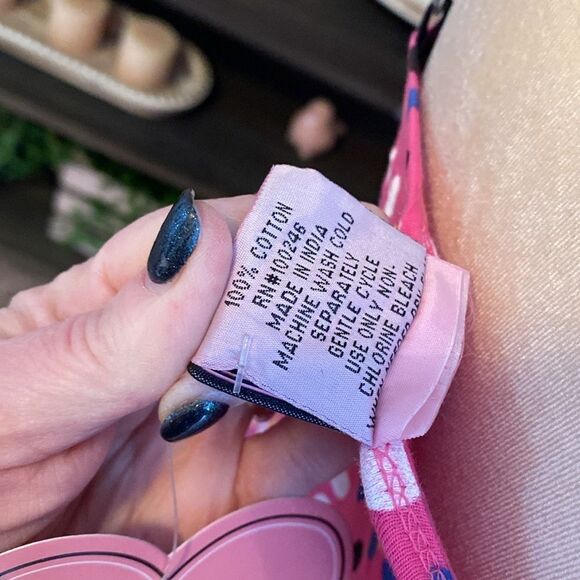 100% COTTON
RN#100246
MADE IN INDIA
MACHINE WASH COLD
SEPARATELY
GENTLE CYCLE
USE ONLY NON-
CHLORINE BLEACH